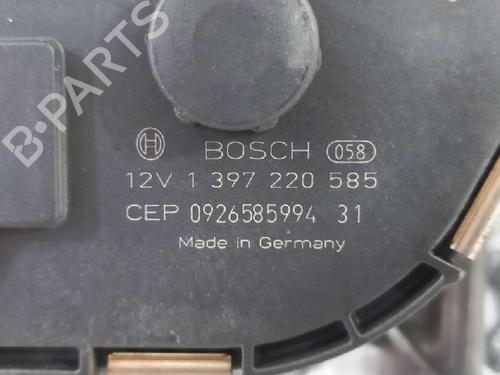 B-PARTS
BOSCH 058
12V 1 397 220 585
CEP 0926585994 31
Made in Germany